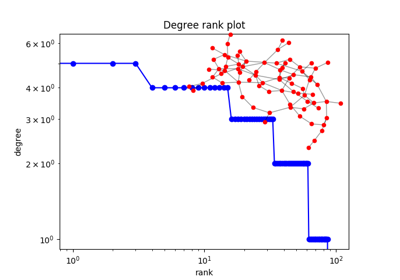 Degree rank plot
degree
6 × 10⁰
4 × 10⁰
3 × 10⁰
2 × 10⁰
10⁰
10⁰ 10¹ 10²
rank